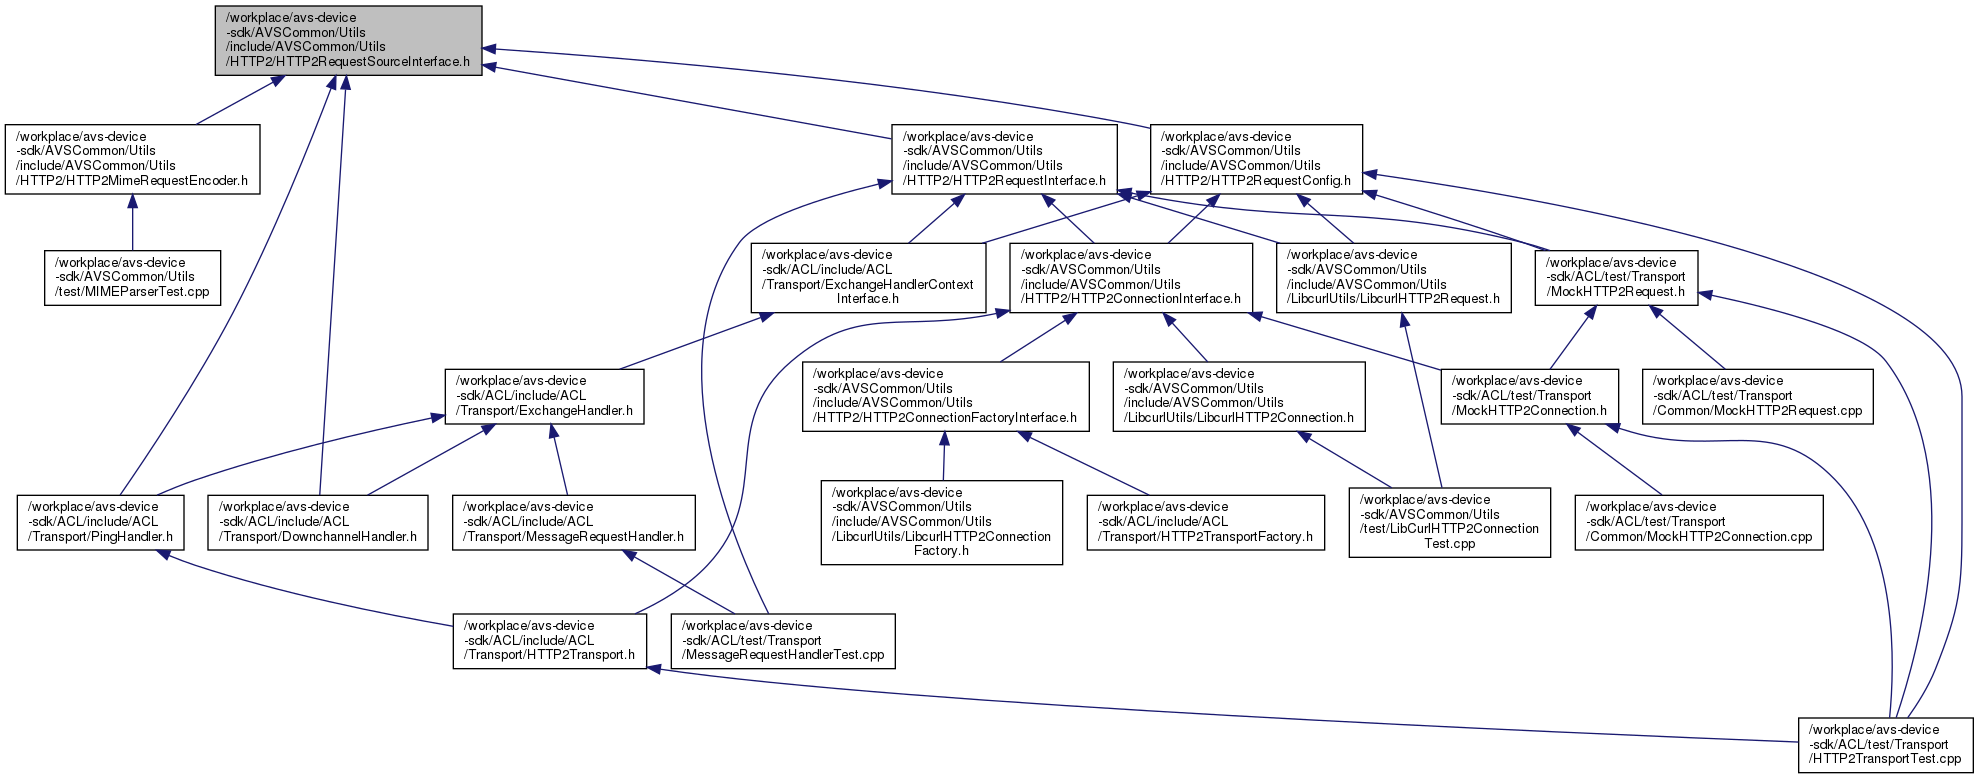 /workplace/avs-device
-sdk/AVSCommon/Utils
/include/AVSCommon/Utils
/HTTP2/HTTP2RequestSourceInterface.h
/workplace/avs-device
-sdk/AVSCommon/Utils
/include/AVSCommon/Utils
/HTTP2/HTTP2MimeRequestEncoder.h
/workplace/avs-device
-sdk/AVSCommon/Utils
/include/AVSCommon/Utils
/HTTP2/HTTP2RequestInterface.h
/workplace/avs-device
-sdk/AVSCommon/Utils
/include/AVSCommon/Utils
/HTTP2/HTTP2RequestConfig.h
/workplace/avs-device
-sdk/AVSCommon/Utils
/test/MIMEParserTest.cpp
/workplace/avs-device
-sdk/ACL/include/ACL
/Transport/ExchangeHandlerContext
Interface.h
/workplace/avs-device
-sdk/AVSCommon/Utils
/include/AVSCommon/Utils
/HTTP2/HTTP2ConnectionInterface.h
/workplace/avs-device
-sdk/AVSCommon/Utils
/include/AVSCommon/Utils
/LibcurlUtils/LibcurlHTTP2Request.h
/workplace/avs-device
-sdk/ACL/test/Transport
/MockHTTP2Request.h
/workplace/avs-device
-sdk/ACL/include/ACL
/Transport/ExchangeHandler.h
/workplace/avs-device
-sdk/AVSCommon/Utils
/include/AVSCommon/Utils
/HTTP2/HTTP2ConnectionFactoryInterface.h
/workplace/avs-device
-sdk/AVSCommon/Utils
/include/AVSCommon/Utils
/LibcurlUtils/LibcurlHTTP2Connection.h
/workplace/avs-device
-sdk/ACL/test/Transport
/MockHTTP2Connection.h
/workplace/avs-device
-sdk/ACL/test/Transport
/Common/MockHTTP2Request.cpp
/workplace/avs-device
-sdk/ACL/include/ACL
/Transport/PingHandler.h
/workplace/avs-device
-sdk/ACL/include/ACL
/Transport/DownchannelHandler.h
/workplace/avs-device
-sdk/ACL/include/ACL
/Transport/MessageRequestHandler.h
/workplace/avs-device
-sdk/AVSCommon/Utils
/include/AVSCommon/Utils
/LibcurlUtils/LibcurlHTTP2Connection
Factory.h
/workplace/avs-device
-sdk/ACL/include/ACL
/Transport/HTTP2TransportFactory.h
/workplace/avs-device
-sdk/AVSCommon/Utils
/test/LibCurlHTTP2Connection
Test.cpp
/workplace/avs-device
-sdk/ACL/test/Transport
/Common/MockHTTP2Connection.cpp
/workplace/avs-device
-sdk/ACL/include/ACL
/Transport/HTTP2Transport.h
/workplace/avs-device
-sdk/ACL/test/Transport
/MessageRequestHandlerTest.cpp
/workplace/avs-device
-sdk/ACL/test/Transport
/HTTP2TransportTest.cpp